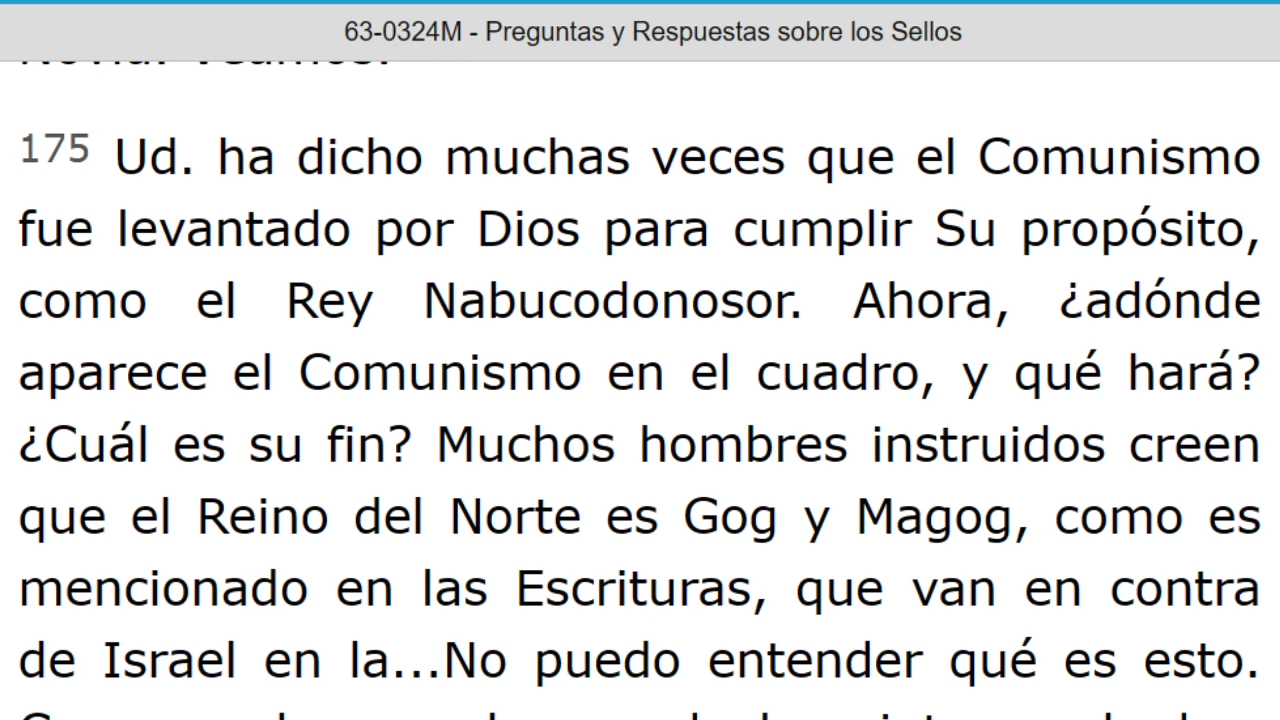 63-0324M - Preguntas y Respuestas sobre los Sellos
175 Ud. ha dicho muchas veces que el Comunismo
fue levantado por Dios para cumplir Su propósito,
como el Rey Nabucodonosor. Ahora, ¿adónde
aparece el Comunismo en el cuadro, y qué hará?
¿Cuál es su fin? Muchos hombres instruidos creen
que el Reino del Norte es Gog y Magog, como es
mencionado en las Escrituras, que van en contra
de Israel en la...No puedo entender qué es esto.